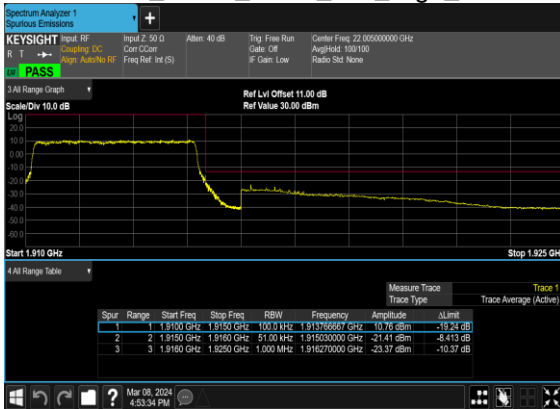 Spectrum Analyzer 1
Spurious Emissions
+
KEYSIGHT Input: RF Input Z: 50 Ω Atten: 40 dB Trig: Free Run Center Freq: 22.005000000 GHz
R T Coupling: DC Corr CCorr Gate: Off Avg|Hold: 100/100
Align: Auto/No RF Freq Ref: Int (S) IF Gain: Low Radio Std: None
PASS
3 All Range Graph
Ref Lvl Offset 11.00 dB
Scale/Div 10.0 dB Ref Value 30.00 dBm
Log
20.0
10.0
0.00
-10.0
-20.0
-30.0
-40.0
-50.0
-60.0
Start 1.910 GHz Stop 1.925 GH
4 All Range Table
Measure Trace Trace 1
Trace Type Trace Average (Active)
Spur Range Start Freq Stop Freq RBW Frequency Amplitude ΔLimit
1 1 1.9100 GHz 1.9150 GHz 100.0 kHz 1.913766667 GHz 10.76 dBm -19.24 dB
2 2 1.9150 GHz 1.9160 GHz 51.00 kHz 1.915030000 GHz -21.41 dBm -8.413 dB
3 3 1.9160 GHz 1.9250 GHz 1.000 MHz 1.916270000 GHz -23.37 dBm -10.37 dB
? Mar 08, 2024
4:53:34 PM